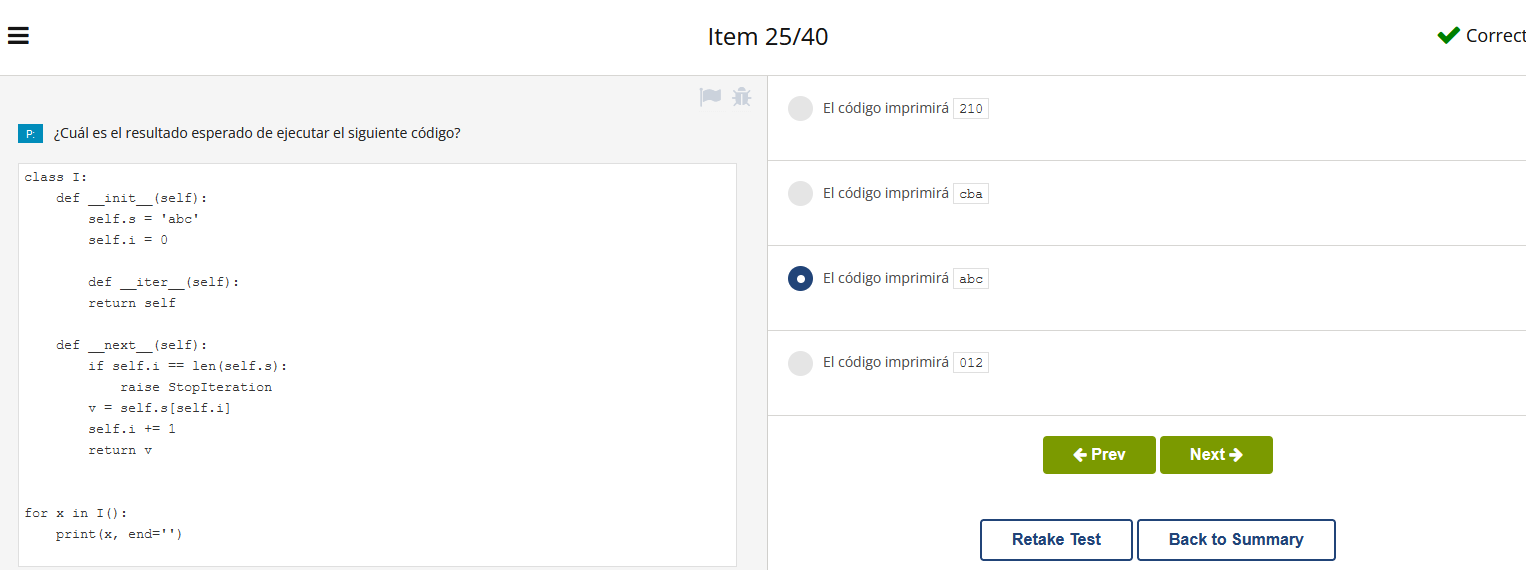 Item 25/40
Correct
P: ¿Cuál es el resultado esperado de ejecutar el siguiente código?
class I:
    def __init__(self):
        self.s = 'abc'
        self.i = 0

        def __iter__(self):
        return self

    def __next__(self):
        if self.i == len(self.s):
            raise StopIteration
        v = self.s[self.i]
        self.i += 1
        return v


for x in I():
    print(x, end='')
El código imprimirá 210
El código imprimirá cba
El código imprimirá abc
El código imprimirá 012
Prev
Next
Retake Test
Back to Summary